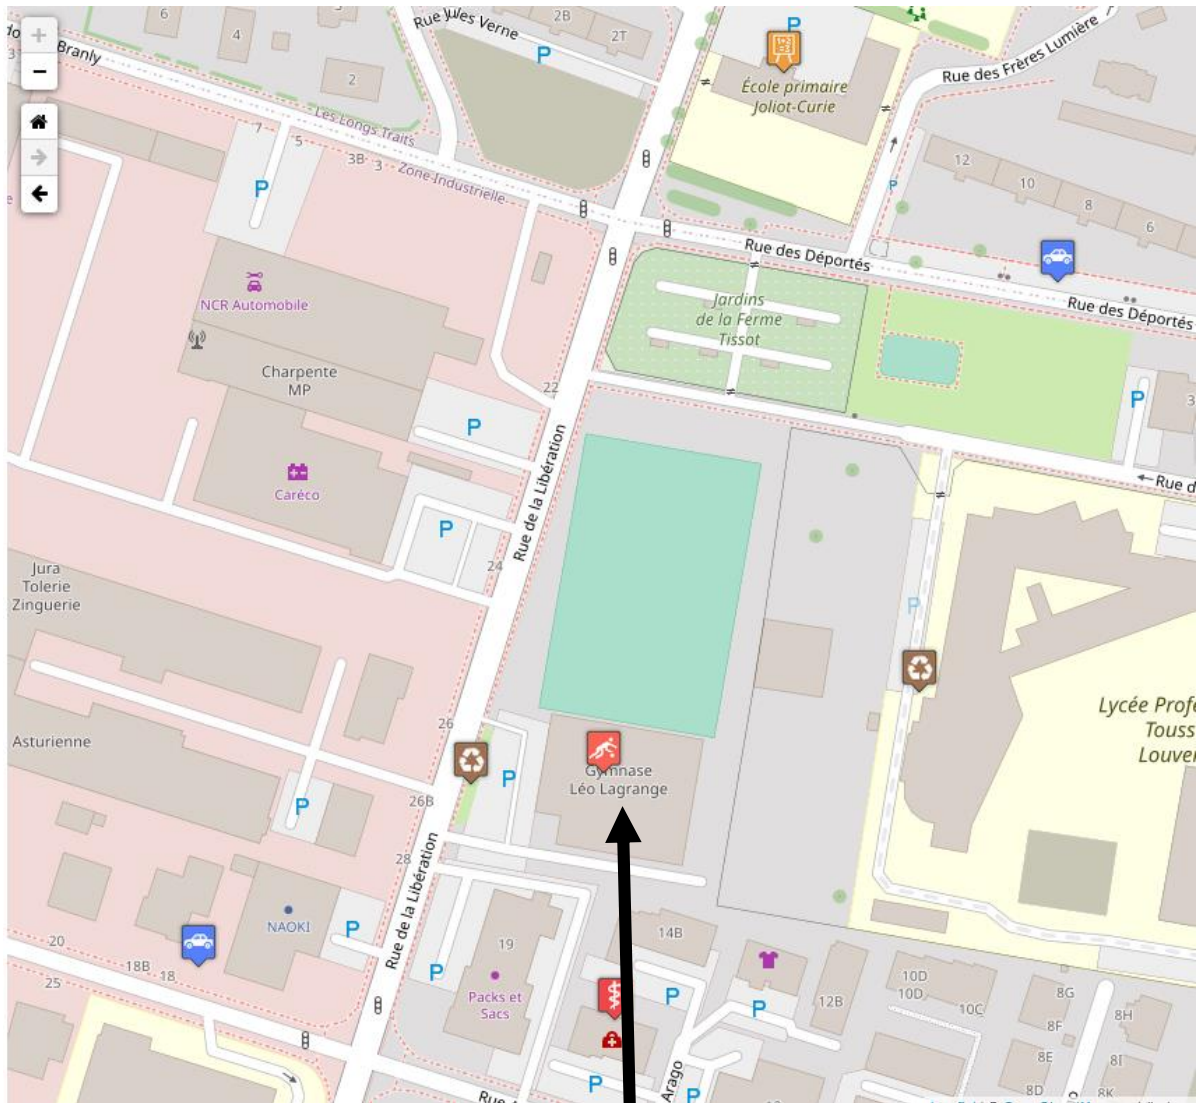 Rue Jules Verne
2B
2T
6
4
2
P
P
Branly
École primaire
Joliot-Curie
Rue des Frères Lumière
Les Longs Traits
7
5
3B
3
Zone Industrielle
P
P
12
10
8
6
Rue des Déportés
Rue des Déportés
NCR Automobile
Jardins
de la Ferme
Tissot
Charpente
MP
22
P
P
3
Caréco
P
Rue de la Libération
24
Rue d
Jura
Tolerie
Zinguerie
P
Lycée Profe
Touss
Louver
26
Asturienne
Gymnase
Léo Lagrange
P
P
26B
28
Rue de la Libération
NAOKI
P
19
14B
20
18B
18
25
P
Packs et
Sacs
P
P
12B
10D
10D
10C
8G
8H
8F
8E
8I
8D
8K
Arago
P
P
Rue